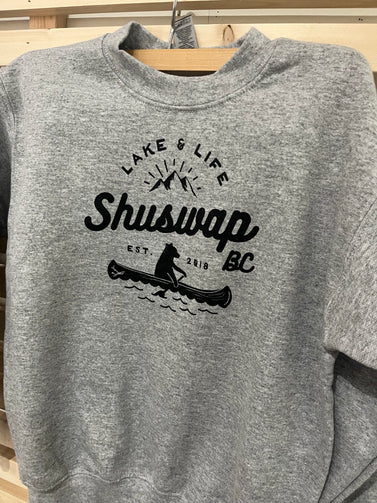 LAKE & LIFE
Shuswap
EST. 2018
BC